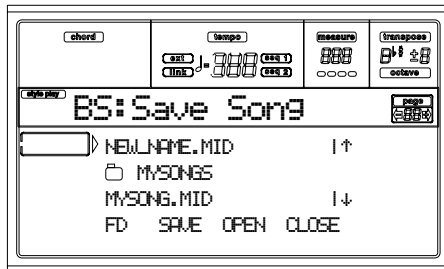 chord tempo measure transpose
ext ♩= 300 seq 1
link seq 2
octave
style play BS:Save Song page
NEW_NAME.MID |↑
MYSONGS
MYSONG.MID |↓
FD SAVE OPEN CLOSE